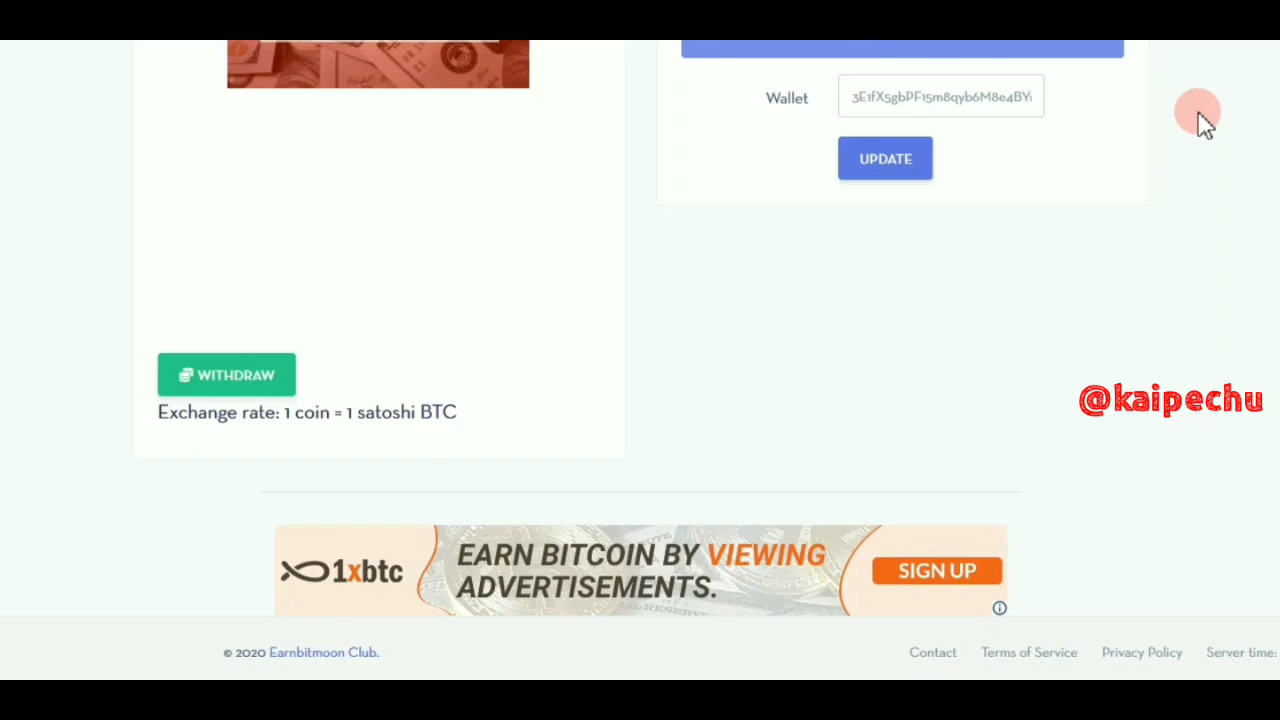 Wallet
3E1fX5gbPF15m8qyb6M8e4BY
UPDATE
WITHDRAW
Exchange rate: 1 coin = 1 satoshi BTC
@kaipechu
1xbtc
EARN BITCOIN BY VIEWING
ADVERTISEMENTS.
SIGN UP
© 2020 Earnbitmoon Club.
Contact
Terms of Service
Privacy Policy
Server time: